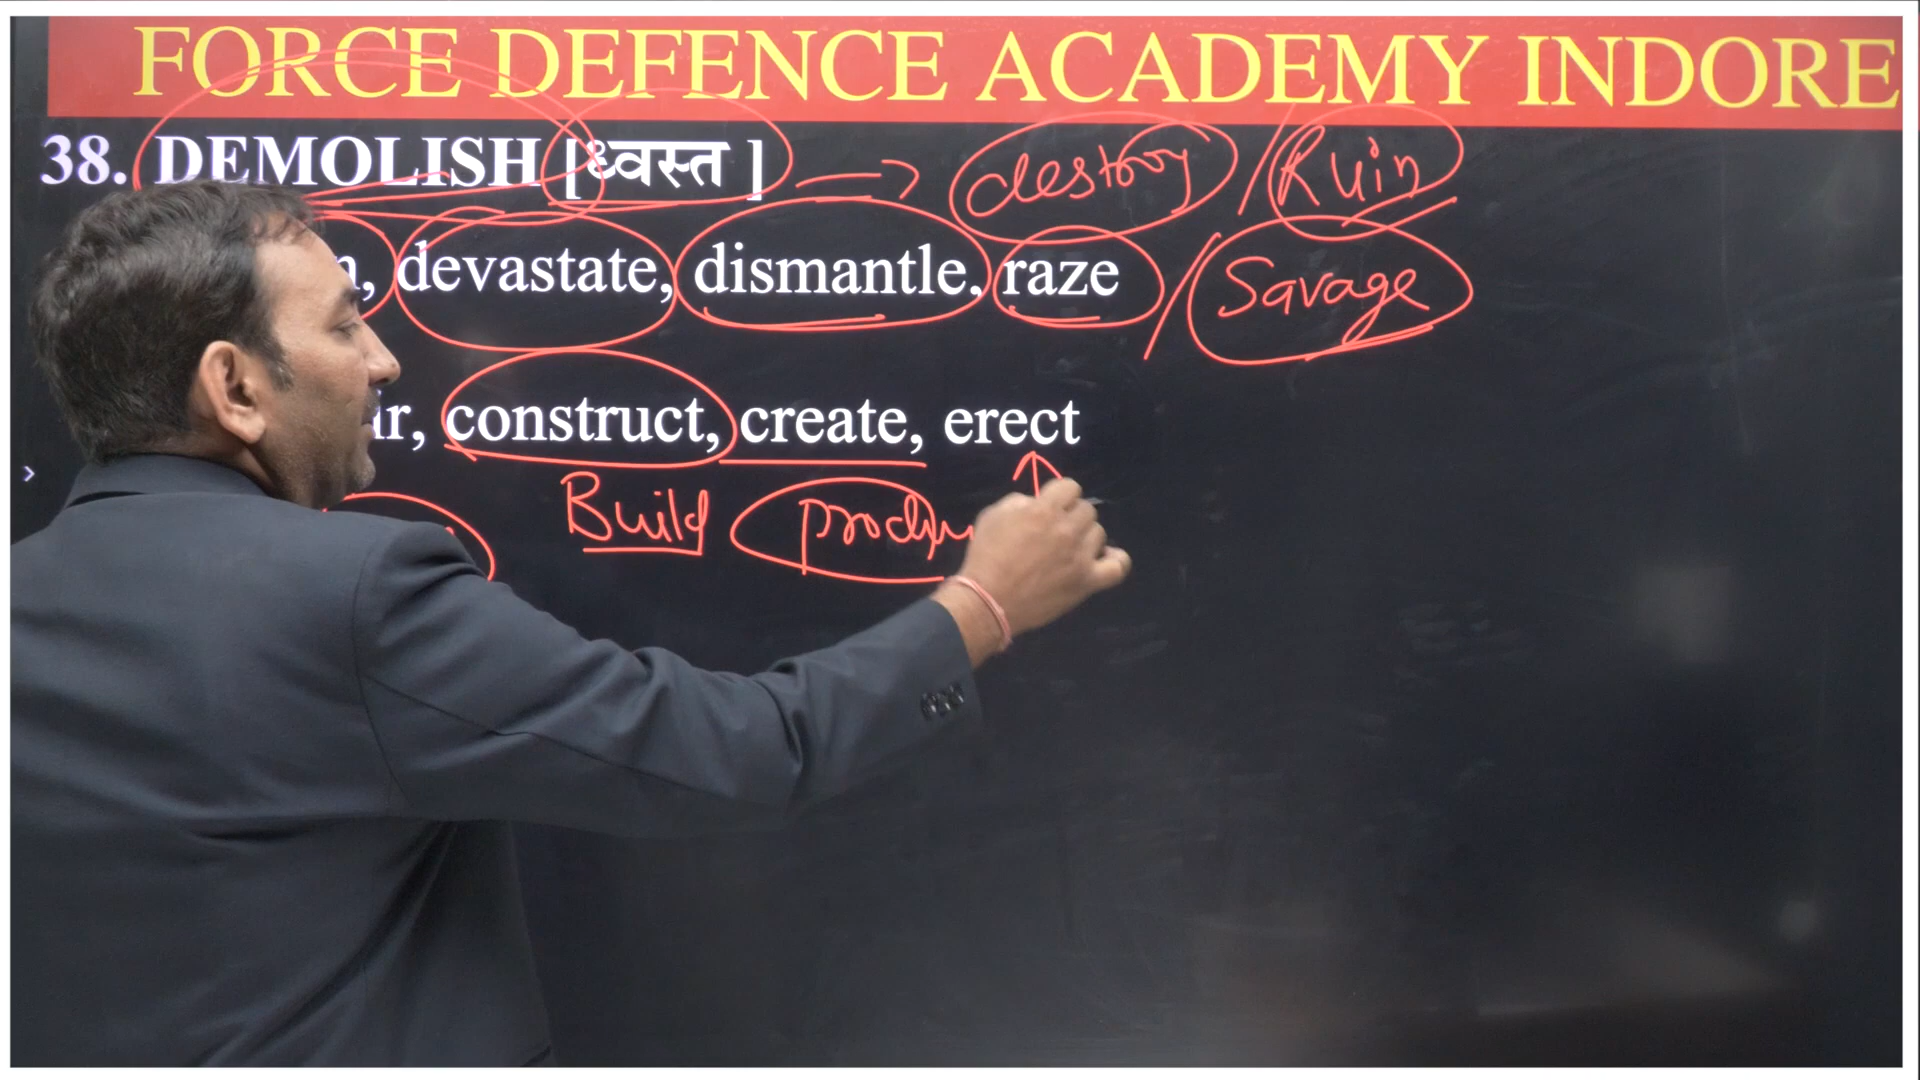 FORCE DEFENCE ACADEMY INDORE
38. DEMOLISH [ध्वस्त ] → destroy / Ruin
devastate, dismantle, raze / Savage
construct, create, erect
Build